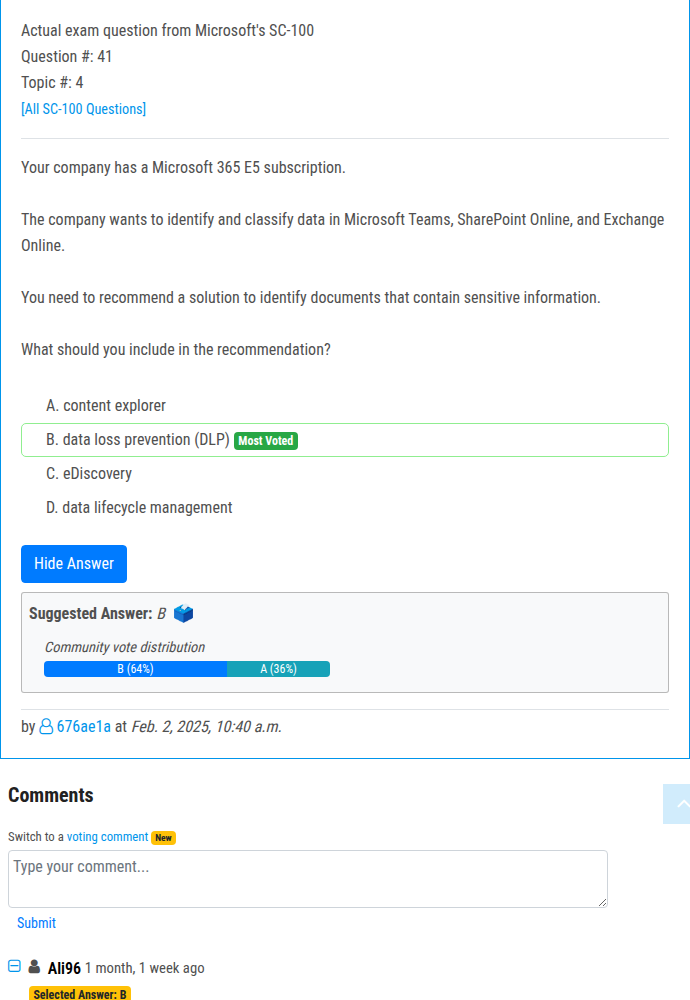 Actual exam question from Microsoft's SC-100
Question #: 41
Topic #: 4
[All SC-100 Questions]
Your company has a Microsoft 365 E5 subscription.
The company wants to identify and classify data in Microsoft Teams, SharePoint Online, and Exchange
Online.
You need to recommend a solution to identify documents that contain sensitive information.
What should you include in the recommendation?
A. content explorer
B. data loss prevention (DLP) Most Voted
C. eDiscovery
D. data lifecycle management
Hide Answer
Suggested Answer: B
Community vote distribution
B (64%) A (36%)
by 676ae1a at Feb. 2, 2025, 10:40 a.m.
Comments
Switch to a voting comment New
Type your comment...
Submit
Ali96 1 month, 1 week ago
Selected Answer: B